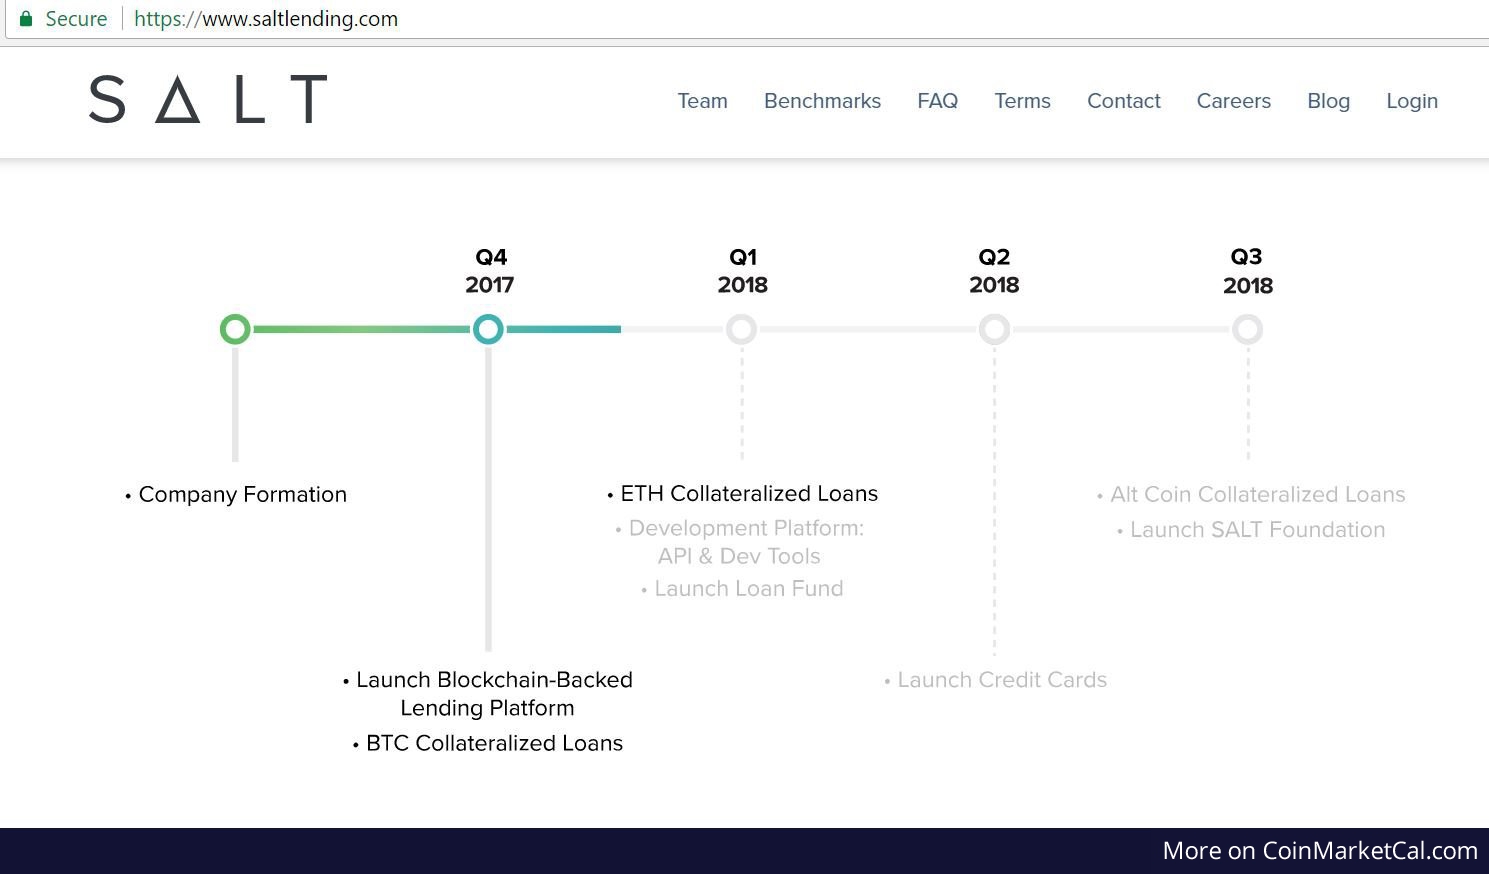 Secure https://www.saltlending.com
SALT
Team Benchmarks FAQ Terms Contact Careers Blog Login
Q4
2017
Q1
2018
Q2
2018
Q3
2018
• Company Formation
• ETH Collateralized Loans
• Development Platform:
API & Dev Tools
• Launch Loan Fund
• Alt Coin Collateralized Loans
• Launch SALT Foundation
• Launch Blockchain-Backed
Lending Platform
• BTC Collateralized Loans
• Launch Credit Cards
More on CoinMarketCal.com